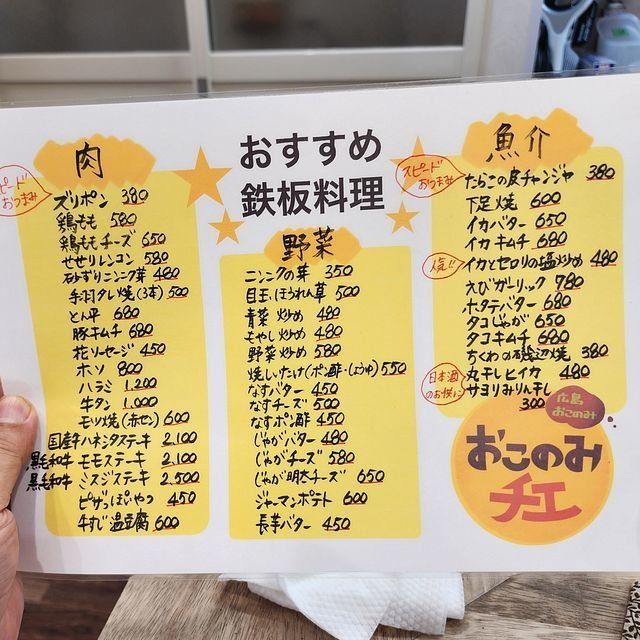 おすすめ
鉄板料理
肉
スピード
おつまみ
ズリポン 380
鶏もも 580
鶏ももチーズ 650
せせりレンコン 580
砂ずりニンニク芽 480
手羽タレ焼(3本) 500
とん平 680
豚キムチ 680
花ソーセージ 450
ホソ 800
ハラミ 1,200
牛タン 1,000
モツ焼(赤セン) 600
国産牛ハネシタステーキ 2,100
黒毛和牛 モモステーキ 2,100
黒毛和牛 ミスジステーキ 2,500
ピザっぽいやつ 450
牛すじ温豆腐 600
野菜
ニンニクの芽 350
目玉ほうれん草 500
青菜炒め 480
もやし炒め 480
野菜炒め 580
焼しいたけ(ポン酢・しょうゆ) 550
なすバター 450
なすチーズ 500
なすポン酢 450
じゃがバター 480
じゃがチーズ 580
じゃが明太チーズ 650
ジャーマンポテト 600
長芋バター 450
魚介
スピード
おつまみ
たらこの皮チャンジャ 380
下足焼 600
イカバター 650
イカキムチ 680
焼!!
イカとセロリの塩炒め 480
えびガーリック 780
ホタテバター 680
タコじゃが 650
タコキムチ 680
ちくわの磯辺焼 380
日本酒
のお供に
丸干しヒイカ 480
サヨリみりん干し
300
広島
おこのみ
おこのみ
チエ